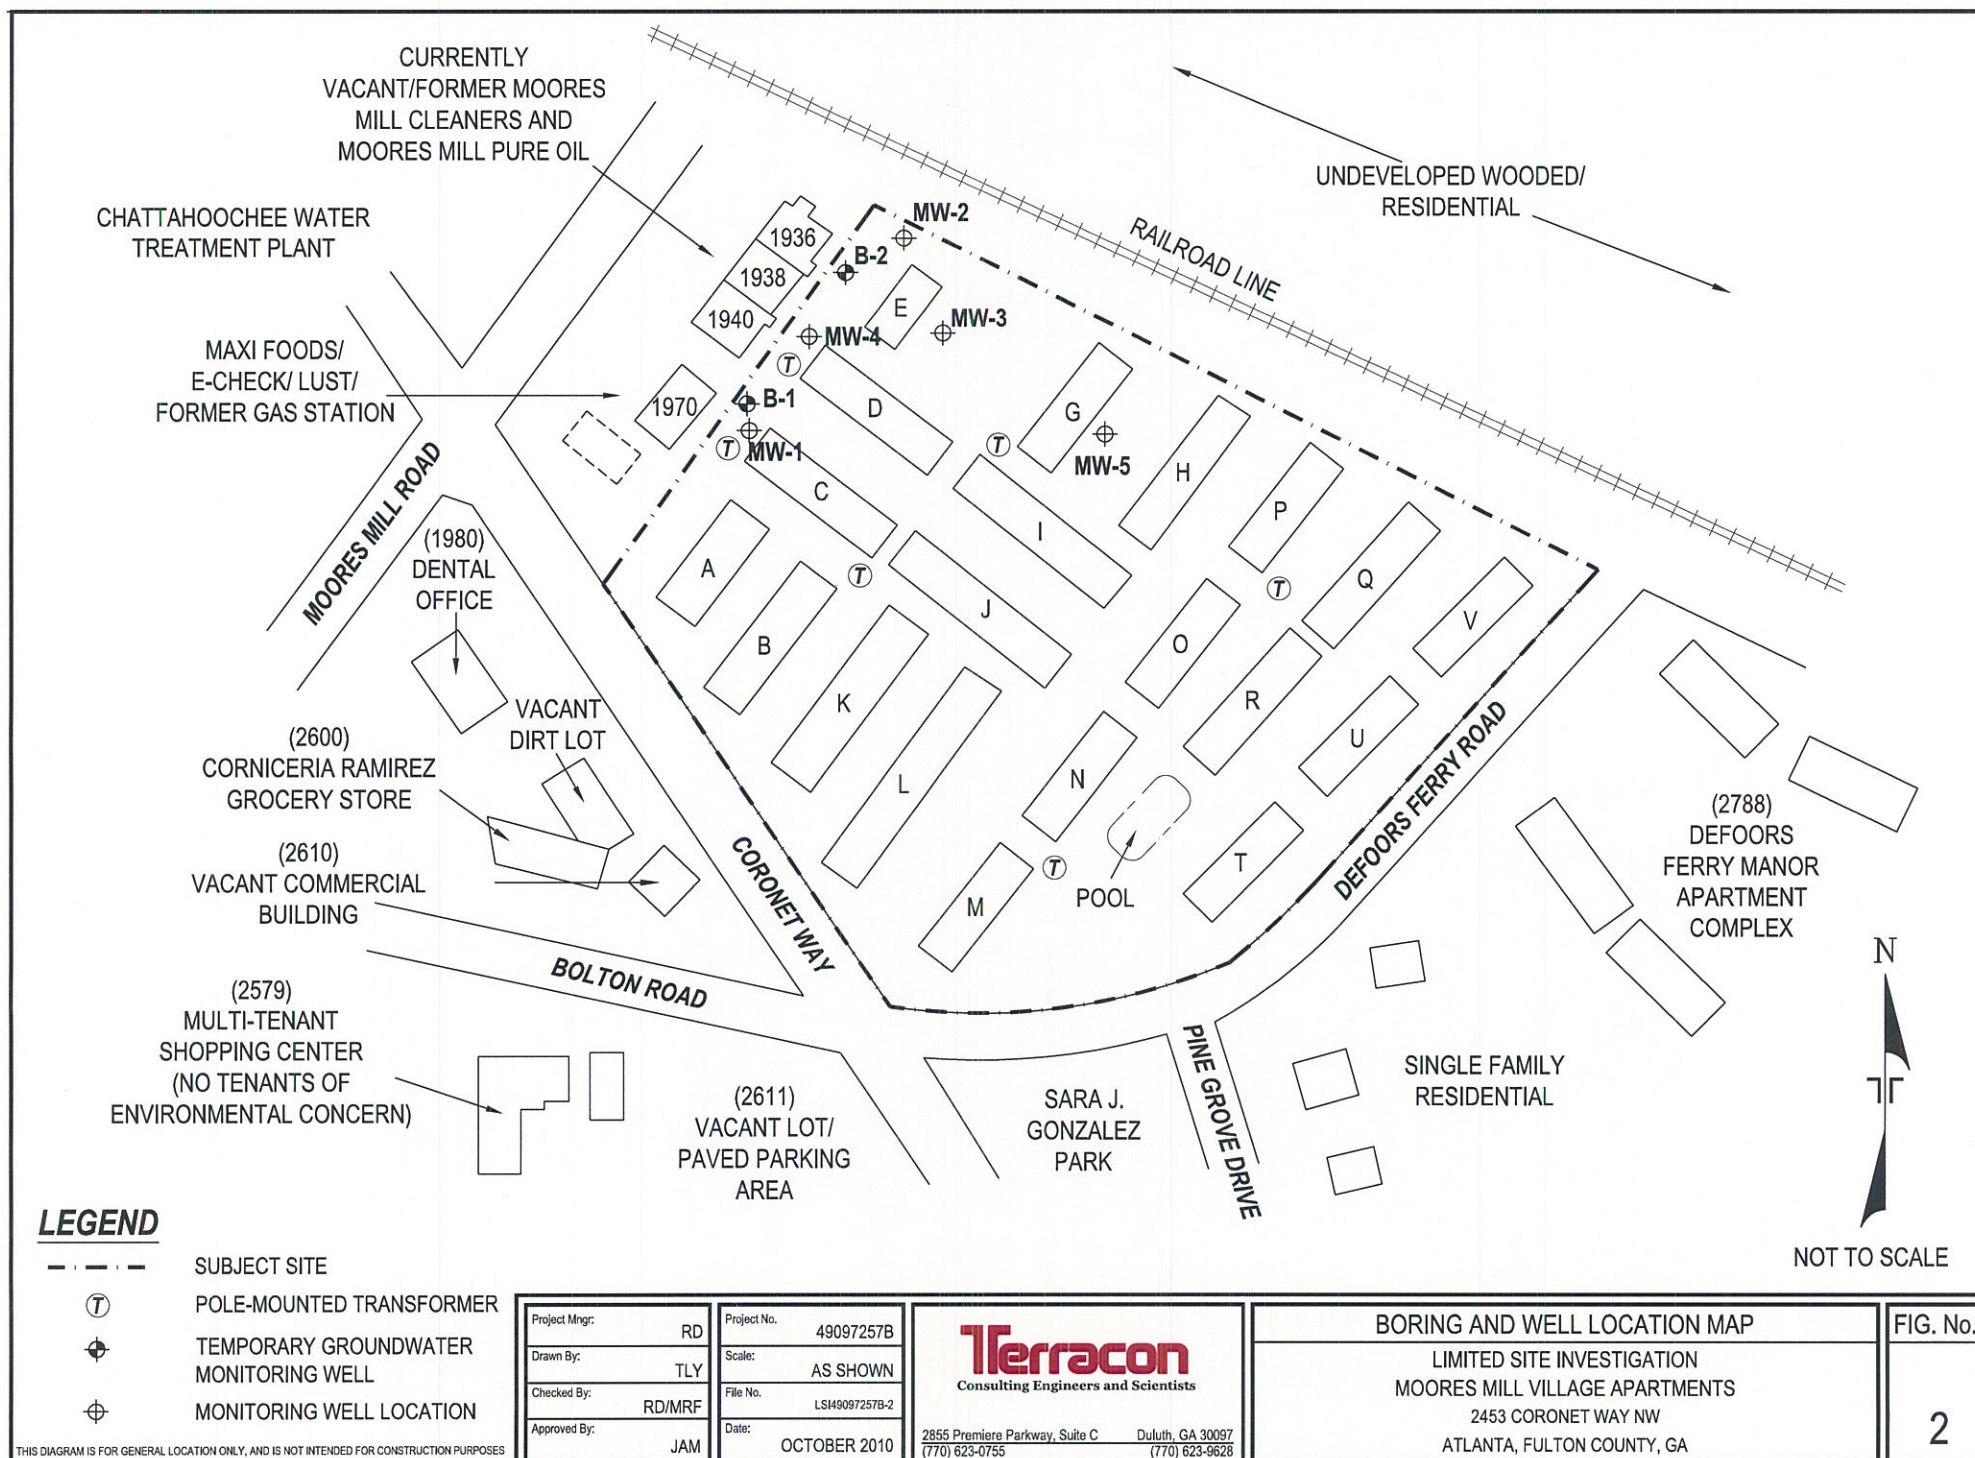 CURRENTLY
VACANT/FORMER MOORES
MILL CLEANERS AND
MOORES MILL PURE OIL
CHATTAHOOCHEE WATER
TREATMENT PLANT
MAXI FOODS/
E-CHECK/ LUST/
FORMER GAS STATION
UNDEVELOPED WOODED/
RESIDENTIAL
RAILROAD LINE
1936
1938
1940
1970
MW-2
B-2
E
MW-3
MW-4
T
B-1
D
T
MW-1
C
G
T
MW-5
H
I
P
A
T
B
J
Q
T
V
O
K
R
L
U
N
T
M
T
POOL
MOORES MILL ROAD
(1980)
DENTAL
OFFICE
VACANT
DIRT LOT
(2600)
CORNICERIA RAMIREZ
GROCERY STORE
(2610)
VACANT COMMERCIAL
BUILDING
CORONET WAY
BOLTON ROAD
DEFOORS FERRY ROAD
(2788)
DEFOORS
FERRY MANOR
APARTMENT
COMPLEX
(2579)
MULTI-TENANT
SHOPPING CENTER
(NO TENANTS OF
ENVIRONMENTAL CONCERN)
(2611)
VACANT LOT/
PAVED PARKING
AREA
SARA J.
GONZALEZ
PARK
PINE GROVE DRIVE
SINGLE FAMILY
RESIDENTIAL
N
NOT TO SCALE
LEGEND
SUBJECT SITE
T POLE-MOUNTED TRANSFORMER
TEMPORARY GROUNDWATER
MONITORING WELL
MONITORING WELL LOCATION
THIS DIAGRAM IS FOR GENERAL LOCATION ONLY, AND IS NOT INTENDED FOR CONSTRUCTION PURPOSES
Project Mngr: RD
Drawn By: TLY
Checked By: RD/MRF
Approved By: JAM
Project No. 49097257B
Scale: AS SHOWN
File No. LSI49097257B-2
Date: OCTOBER 2010
Terracon
Consulting Engineers and Scientists
2855 Premiere Parkway, Suite C Duluth, GA 30097
(770) 623-0755 (770) 623-9628
BORING AND WELL LOCATION MAP
LIMITED SITE INVESTIGATION
MOORES MILL VILLAGE APARTMENTS
2453 CORONET WAY NW
ATLANTA, FULTON COUNTY, GA
FIG. No.
2